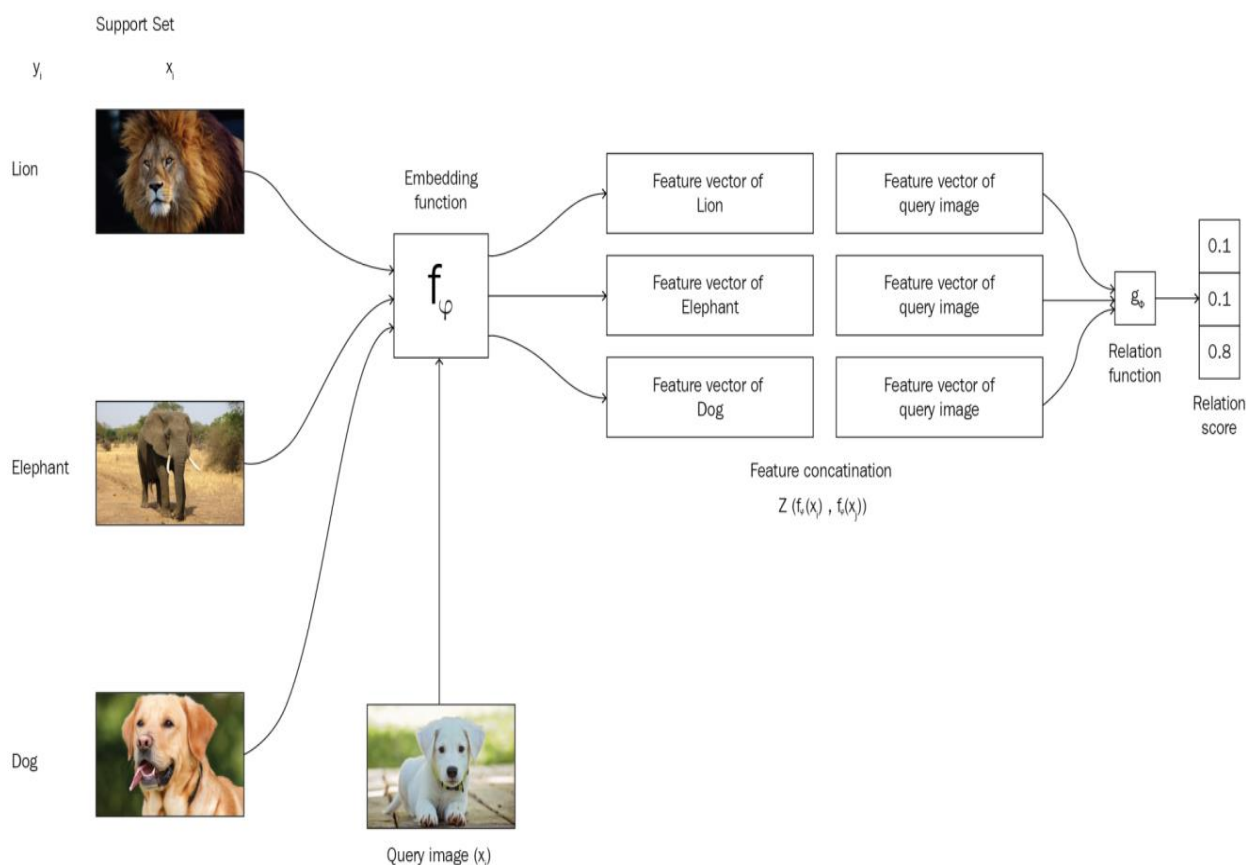 Support Set
yᵢ
xᵢ
Lion
Elephant
Dog
Embedding
function
f
φ
Query image (xⱼ)
Feature vector of
Lion
Feature vector of
query image
Feature vector of
Elephant
Feature vector of
query image
Feature vector of
Dog
Feature vector of
query image
Feature concatination
Z (fᵩ(xᵢ) , fᵩ(xⱼ))
gΦ
Relation
function
0.1
0.1
0.8
Relation
score